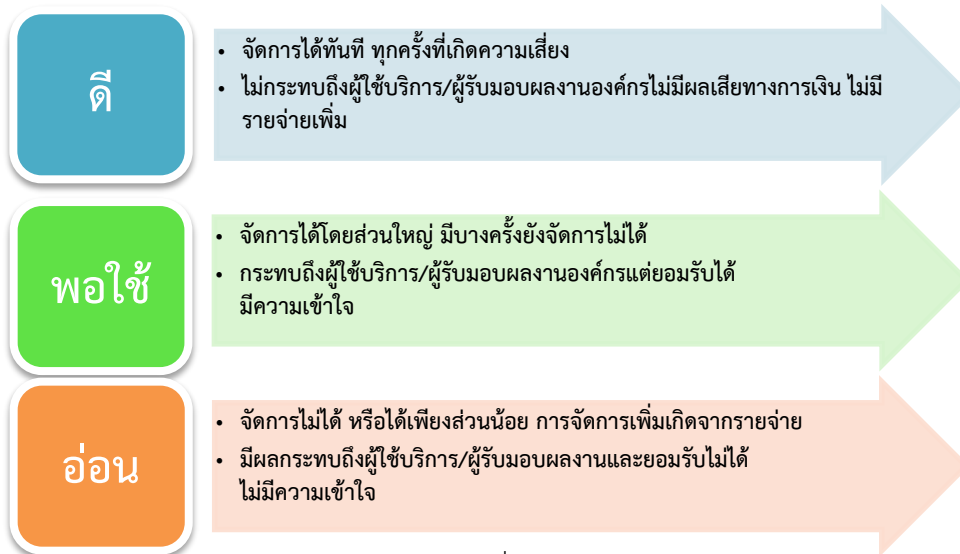 ดี
• จัดการได้ทันที ทุกครั้งที่เกิดความเสี่ยง
• ไม่กระทบถึงผู้ใช้บริการ/ผู้รับมอบผลงานองค์กรไม่มีผลเสียทางการเงิน ไม่มี
รายจ่ายเพิ่ม
พอใช้
• จัดการได้โดยส่วนใหญ่ มีบางครั้งยังจัดการไม่ได้
• กระทบถึงผู้ใช้บริการ/ผู้รับมอบผลงานองค์กรแต่ยอมรับได้
มีความเข้าใจ
อ่อน
• จัดการไม่ได้ หรือได้เพียงส่วนน้อย การจัดการเพิ่มเกิดจากรายจ่าย
• มีผลกระทบถึงผู้ใช้บริการ/ผู้รับมอบผลงานและยอมรับไม่ได้
ไม่มีความเข้าใจ